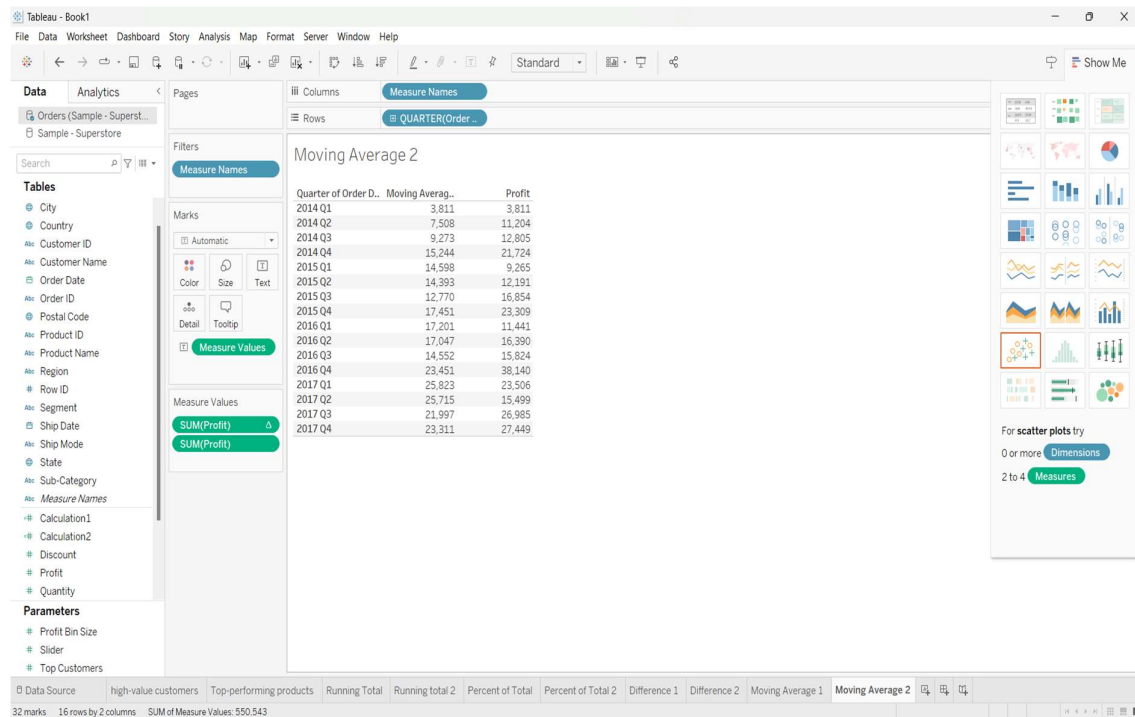 Tableau - Book1
File Data Worksheet Dashboard Story Analysis Map Format Server Window Help
Standard
Show Me
Data Analytics
Orders (Sample - Superst...
Sample - Superstore
Search
Tables
City
Country
Abc Customer ID
Abc Customer Name
Order Date
Abc Order ID
Postal Code
Abc Product ID
Abc Product Name
Abc Region
# Row ID
Abc Segment
Ship Date
Abc Ship Mode
State
Abc Sub-Category
Abc Measure Names
=# Calculation1
=# Calculation2
# Discount
# Profit
# Quantity
Parameters
# Profit Bin Size
# Slider
# Top Customers
Pages
Filters
Measure Names
Marks
Automatic
Color Size Text
Detail Tooltip
Measure Values
Measure Values
SUM(Profit) Δ
SUM(Profit)
Columns Measure Names
Rows QUARTER(Order ..
Moving Average 2
Quarter of Order D.. Moving Averag.. Profit
2014 Q1 3,811 3,811
2014 Q2 7,508 11,204
2014 Q3 9,273 12,805
2014 Q4 15,244 21,724
2015 Q1 14,598 9,265
2015 Q2 14,393 12,191
2015 Q3 12,770 16,854
2015 Q4 17,451 23,309
2016 Q1 17,201 11,441
2016 Q2 17,047 16,390
2016 Q3 14,552 15,824
2016 Q4 23,451 38,140
2017 Q1 25,823 23,506
2017 Q2 25,715 15,499
2017 Q3 21,997 26,985
2017 Q4 23,311 27,449
For scatter plots try
0 or more Dimensions
2 to 4 Measures
Data Source high-value customers Top-performing products Running Total Running total 2 Percent of Total Percent of Total 2 Difference 1 Difference 2 Moving Average 1 Moving Average 2
32 marks 16 rows by 2 columns SUM of Measure Values: 550,543